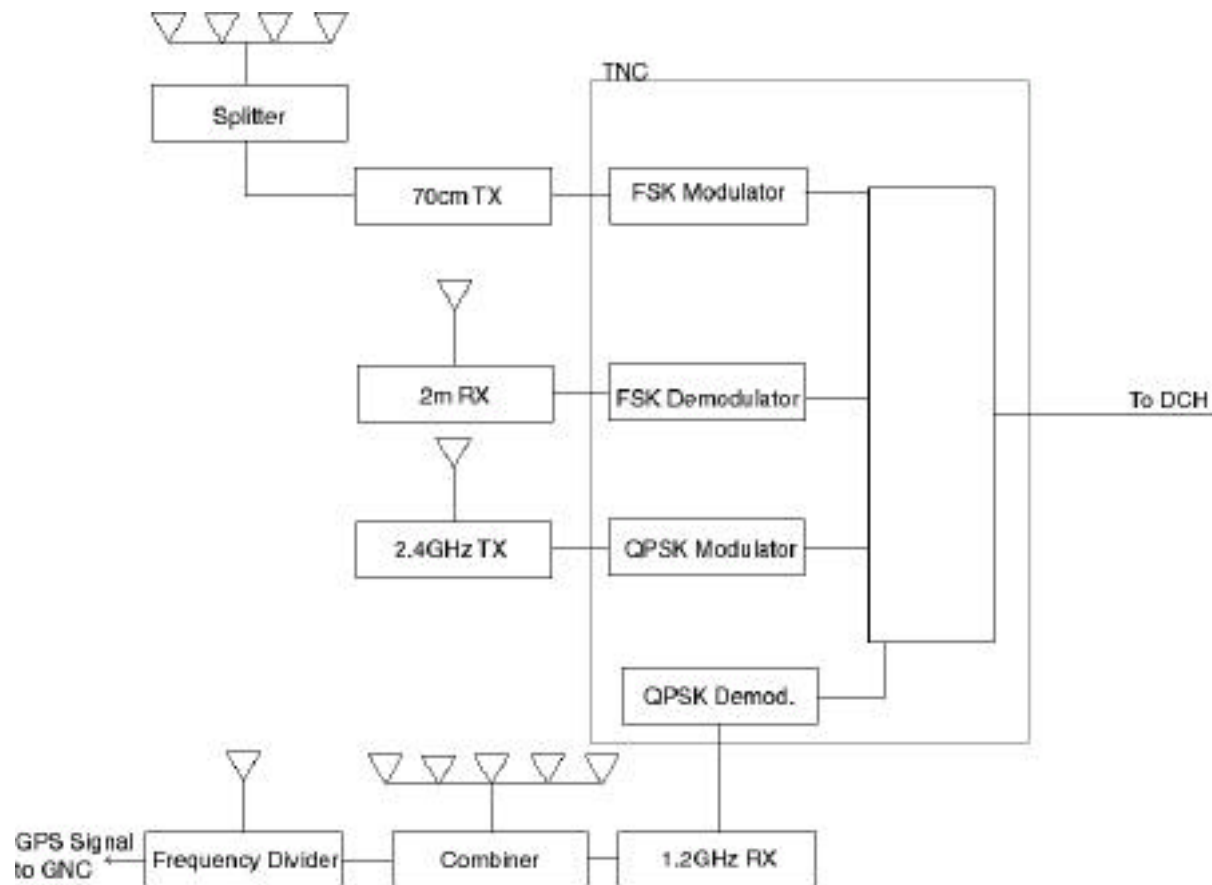 TNC
Splitter
70cm TX
FSK Modulator
2m RX
FSK Demodulator
To DCH
2.4GHz TX
QPSK Modulator
QPSK Demod.
GPS Signal
to GNC
Frequency Divider
Combiner
1.2GHz RX